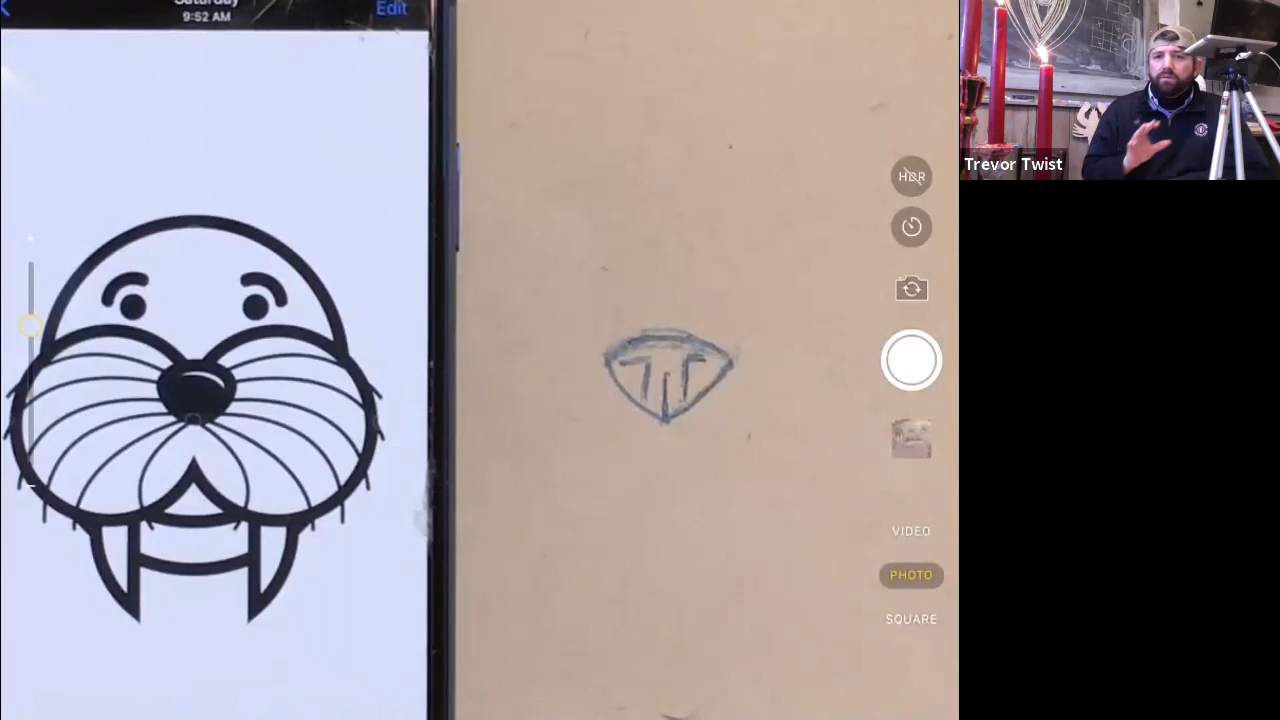 Saturday
9:52 AM
Edit
HDR
VIDEO
PHOTO
SQUARE
Trevor Twist